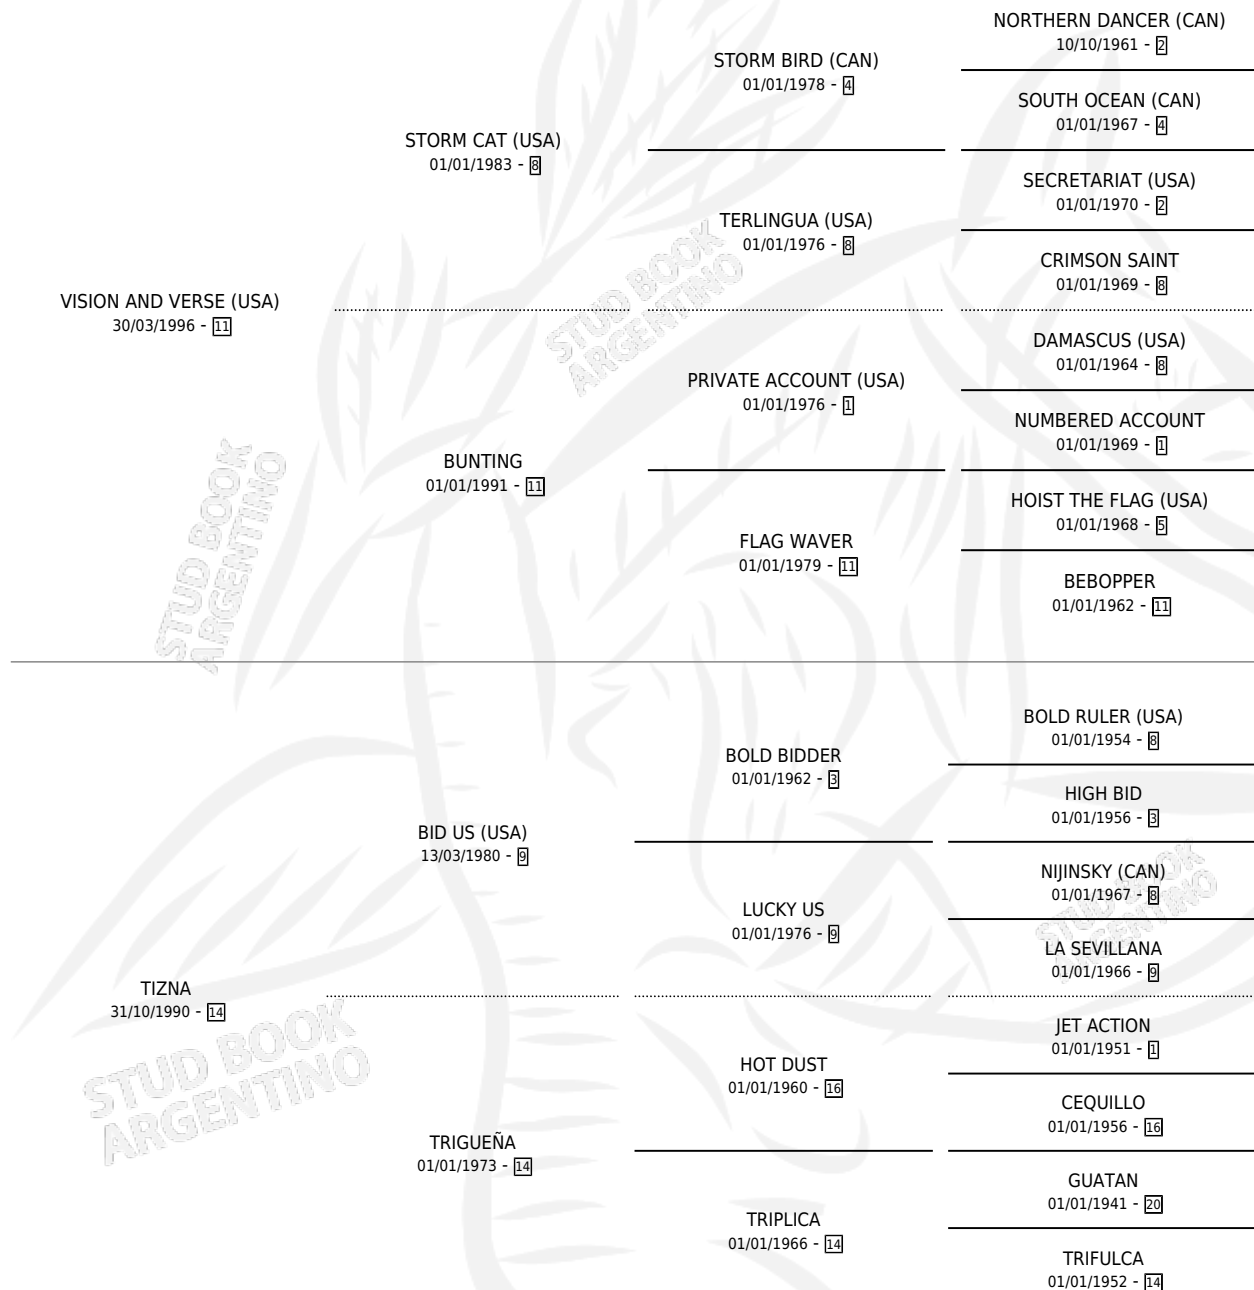 NORTHERN DANCER (CAN)
10/10/1961 - 2
STORM BIRD (CAN)
01/01/1978 - 4
SOUTH OCEAN (CAN)
01/01/1967 - 4
STORM CAT (USA)
01/01/1983 - 8
SECRETARIAT (USA)
01/01/1970 - 2
TERLINGUA (USA)
01/01/1976 - 8
CRIMSON SAINT
01/01/1969 - 8
VISION AND VERSE (USA)
30/03/1996 - 11
DAMASCUS (USA)
01/01/1964 - 8
PRIVATE ACCOUNT (USA)
01/01/1976 - 1
NUMBERED ACCOUNT
01/01/1969 - 1
BUNTING
01/01/1991 - 11
HOIST THE FLAG (USA)
01/01/1968 - 5
FLAG WAVER
01/01/1979 - 11
BEBOPPER
01/01/1962 - 11
STUD BOOK
ARGENTINO
STUD BOOK
ARGENTINO
BOLD RULER (USA)
01/01/1954 - 8
BOLD BIDDER
01/01/1962 - 3
HIGH BID
01/01/1956 - 3
BID US (USA)
13/03/1980 - 9
NIJINSKY (CAN)
01/01/1967 - 8
LUCKY US
01/01/1976 - 9
LA SEVILLANA
01/01/1966 - 9
STUD BOOK
ARGENTINO
TIZNA
31/10/1990 - 14
JET ACTION
01/01/1951 - 1
HOT DUST
01/01/1960 - 16
CEQUILLO
01/01/1956 - 16
STUD BOOK
ARGENTINO
TRIGUEÑA
01/01/1973 - 14
GUATAN
01/01/1941 - 20
TRIPLICA
01/01/1966 - 14
TRIFULCA
01/01/1952 - 14